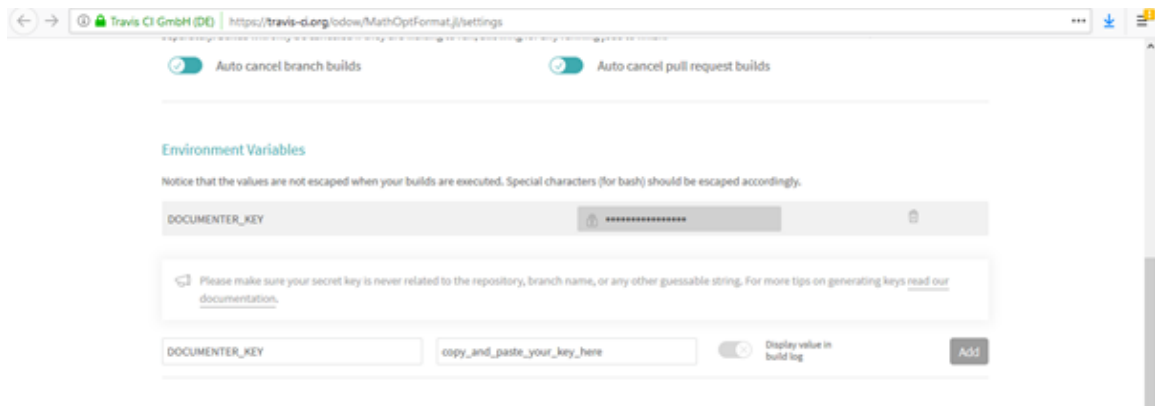 Travis CI GmbH (DE) https://travis-ci.org/odow/MathOptFormat.jl/settings
Auto cancel branch builds Auto cancel pull request builds
Environment Variables
Notice that the values are not escaped when your builds are executed. Special characters (for bash) should be escaped accordingly.
DOCUMENTER_KEY ••••••••••••••••
Please make sure your secret key is never related to the repository, branch name, or any other guessable string. For more tips on generating keys read our
documentation.
DOCUMENTER_KEY copy_and_paste_your_key_here Display value in
build log Add